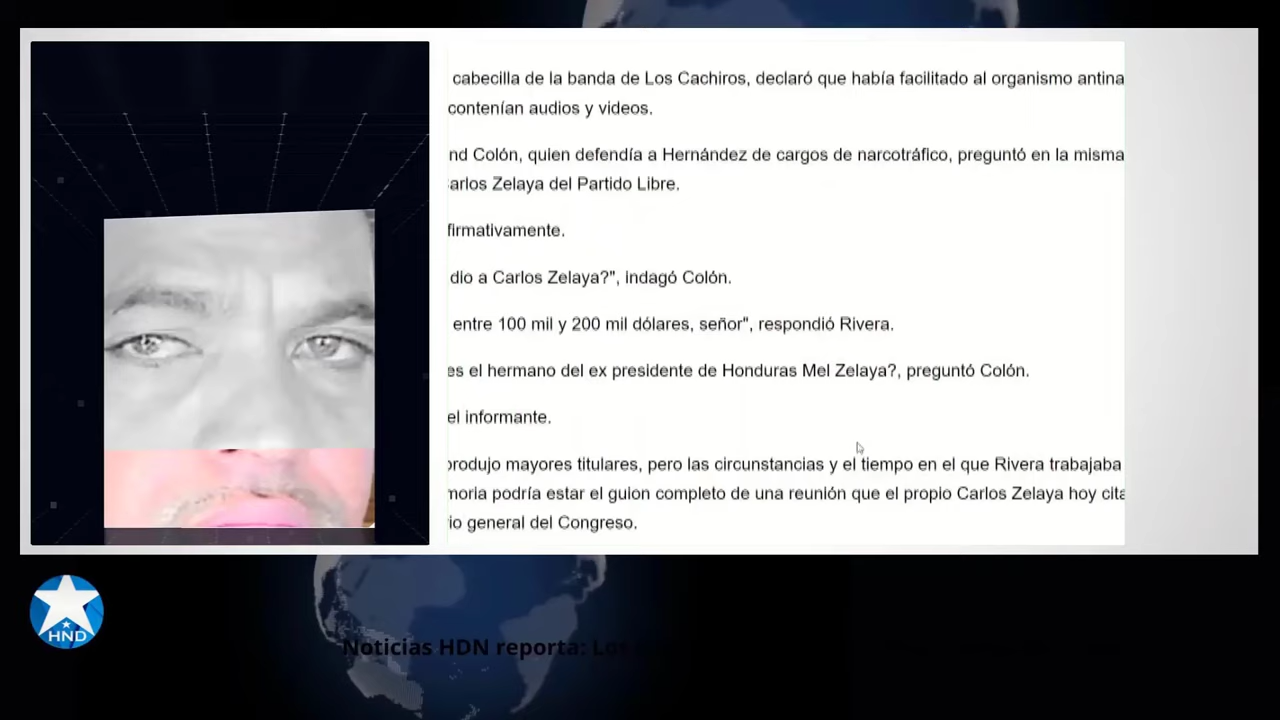 cabecilla de la banda de Los Cachiros, declaró que había facilitado al organismo antina
contenían audios y videos.
nd Colón, quien defendía a Hernández de cargos de narcotráfico, preguntó en la misma
arlos Zelaya del Partido Libre.
firmativamente.
dio a Carlos Zelaya?", indagó Colón.
entre 100 mil y 200 mil dólares, señor", respondió Rivera.
es el hermano del ex presidente de Honduras Mel Zelaya?, preguntó Colón.
el informante.
produjo mayores titulares, pero las circunstancias y el tiempo en el que Rivera trabajaba
moria podría estar el guion completo de una reunión que el propio Carlos Zelaya hoy cita
io general del Congreso.
HND
Noticias HDN reporta: Los